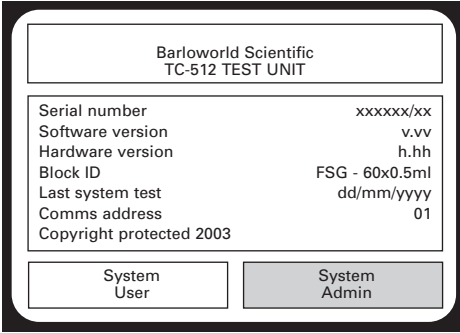 Barloworld Scientific
TC-512 TEST UNIT
Serial number xxxxxx/xx
Software version v.vv
Hardware version h.hh
Block ID FSG - 60x0.5ml
Last system test dd/mm/yyyy
Comms address 01
Copyright protected 2003
System User
System Admin